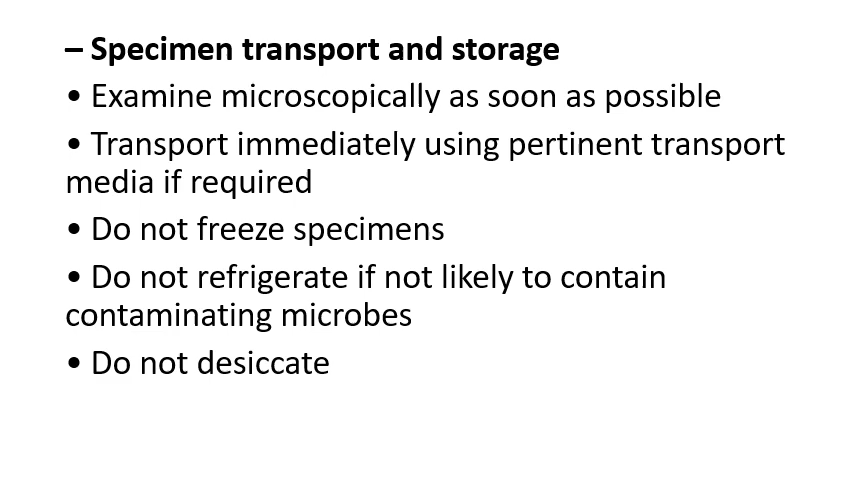 – Specimen transport and storage
• Examine microscopically as soon as possible
• Transport immediately using pertinent transport
media if required
• Do not freeze specimens
• Do not refrigerate if not likely to contain
contaminating microbes
• Do not desiccate